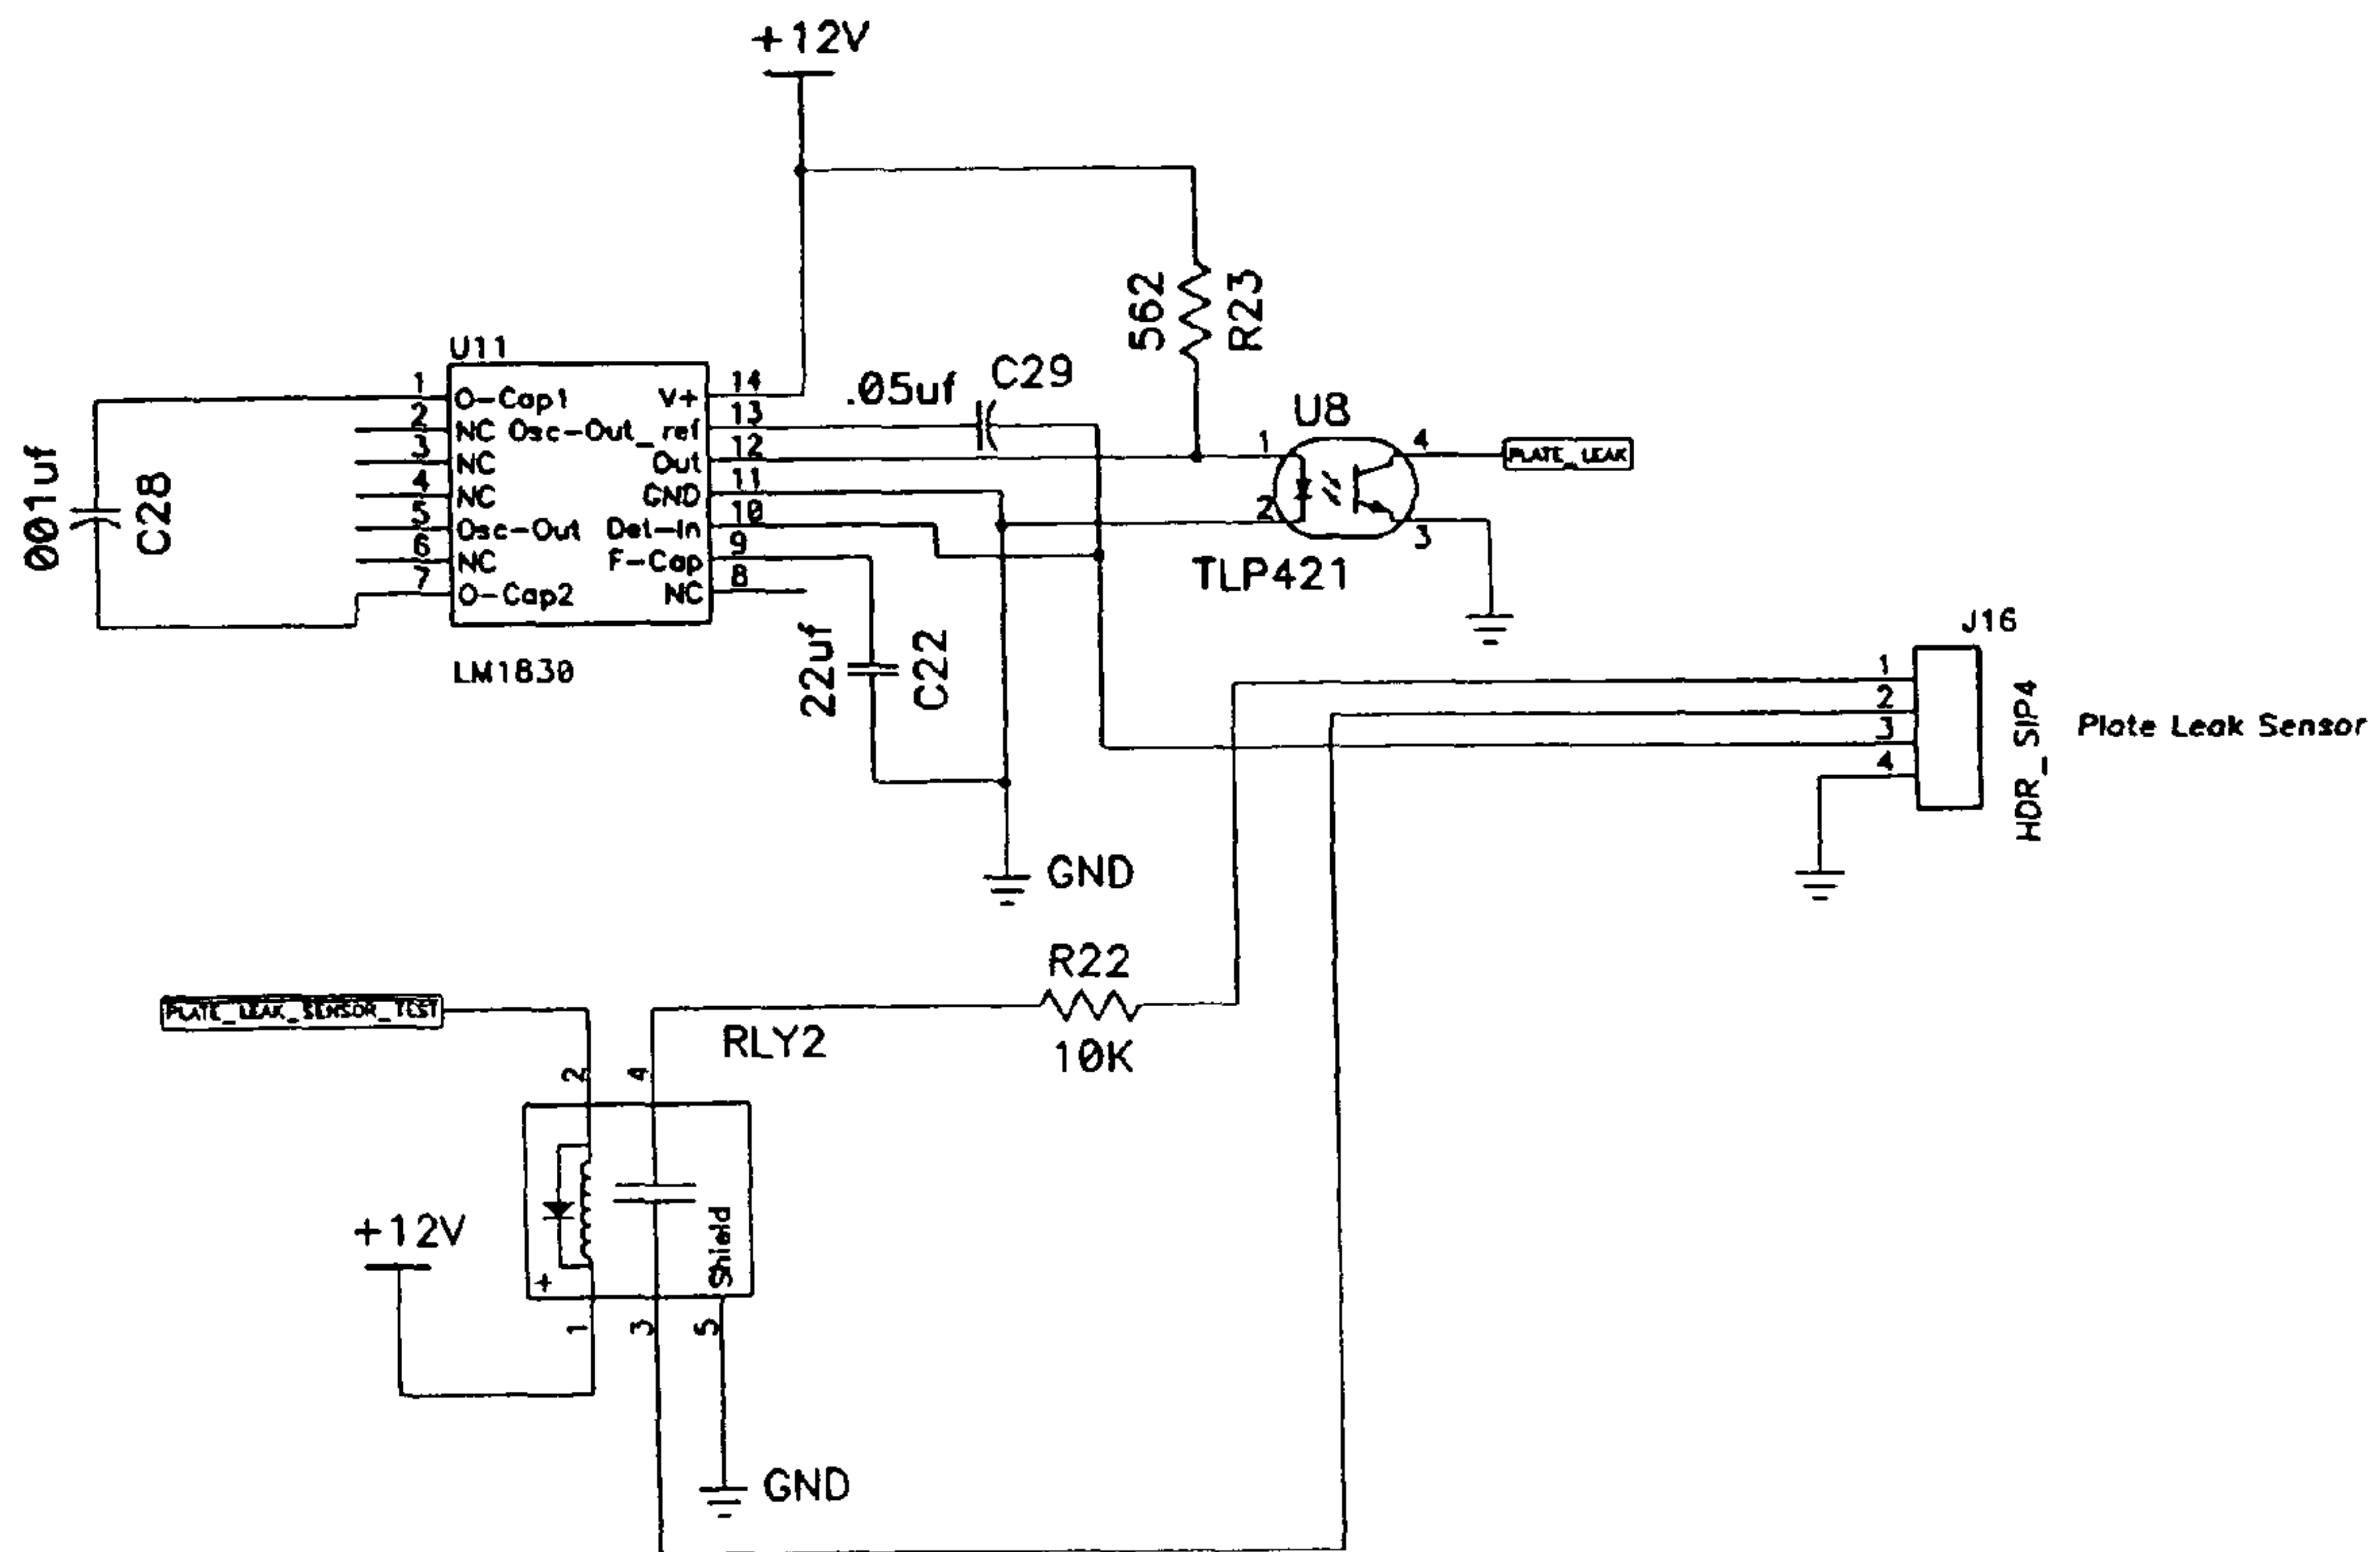 +12V
U11
1
O-Cap1
2
NC
3
NC
4
NC
5
Osc-Out
6
NC
7
O-Cap2
V+
14
Osc-Out_ref
13
Out
12
GND
11
Det-In
10
F-Cap
9
NC
8
LM1830
001uf
C28
.05uf
C29
562
R23
U8
1
2
4
3
TLP421
PLATE_LEAK
22uf
C22
GND
J16
1
2
3
4
HDR_SIP4
Plate Leak Sensor
R22
10K
PLATE_LEAK_SENSOR_TEST
RLY2
2
4
+
Shield
1
3
5
+12V
GND